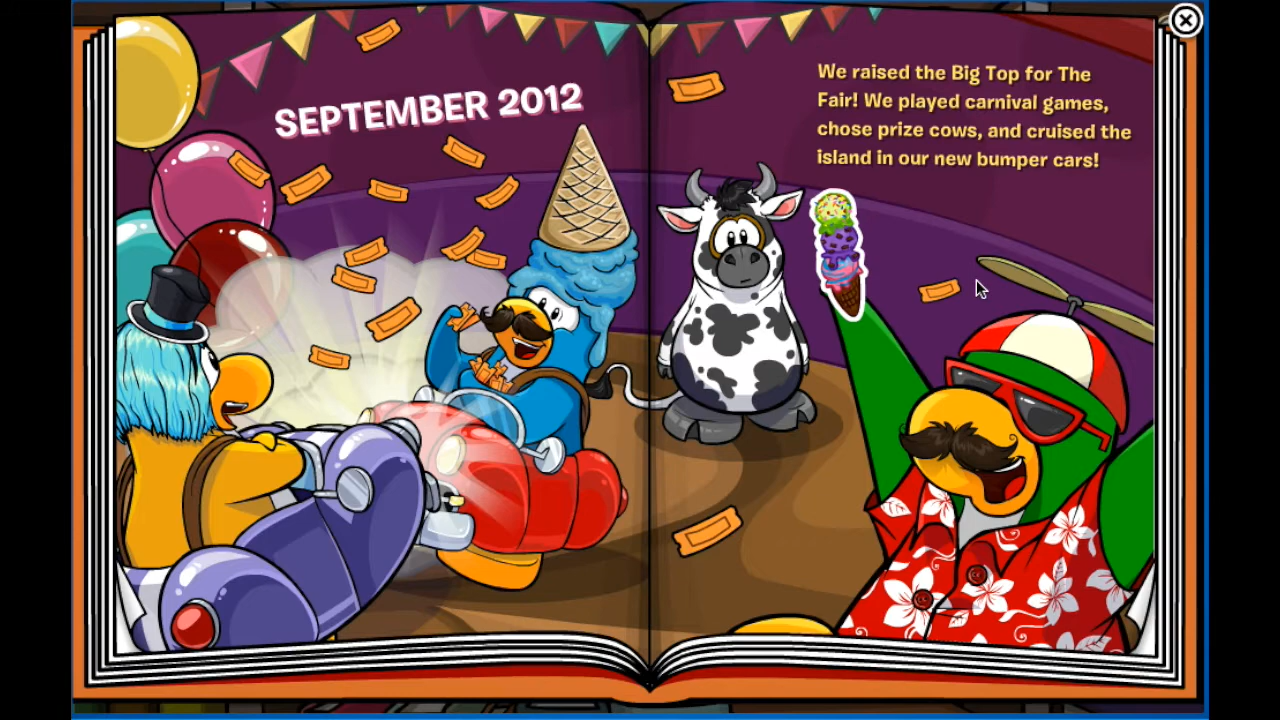 SEPTEMBER 2012
We raised the Big Top for The
Fair! We played carnival games,
chose prize cows, and cruised the
island in our new bumper cars!